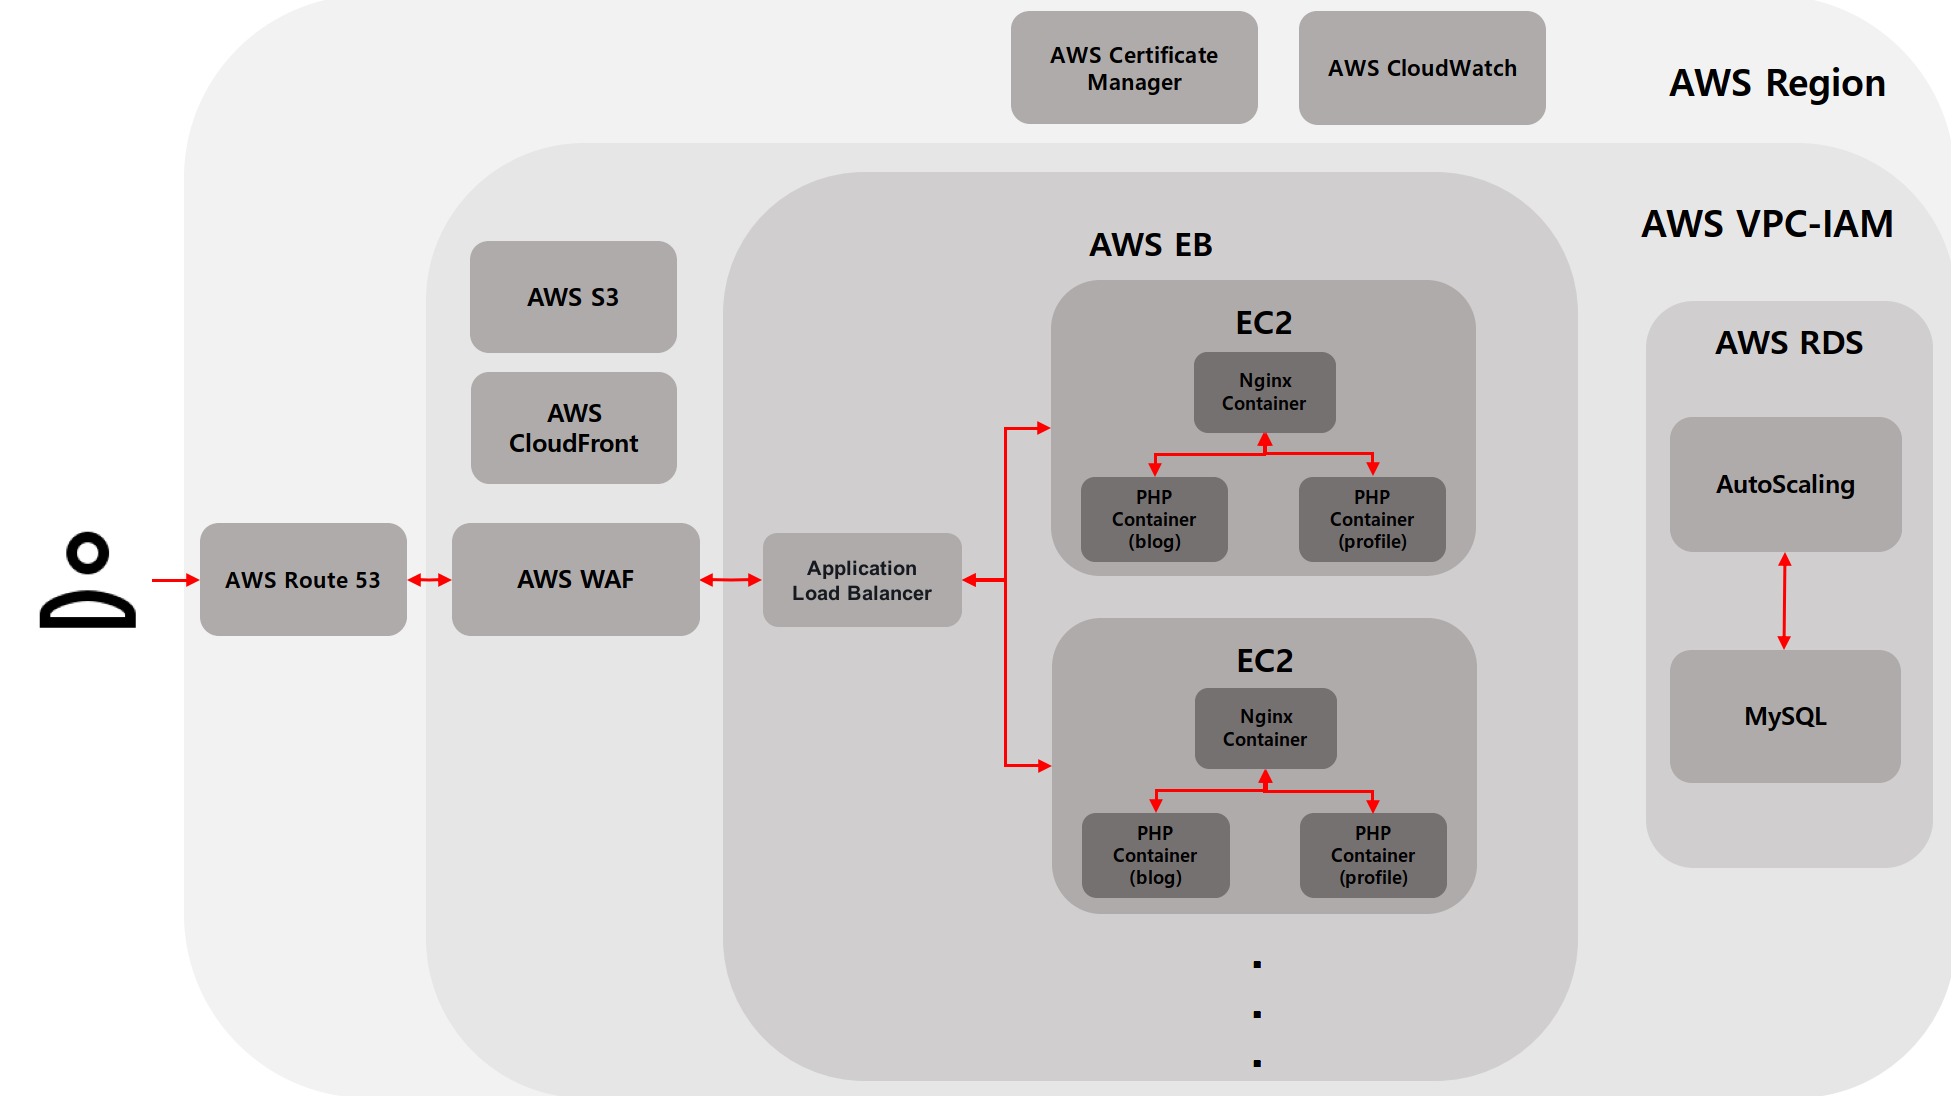 AWS Certificate
Manager
AWS CloudWatch
AWS Region
AWS VPC-IAM
AWS EB
AWS S3
AWS
CloudFront
AWS Route 53
AWS WAF
Application
Load Balancer
EC2
Nginx
Container
PHP
Container
(blog)
PHP
Container
(profile)
EC2
Nginx
Container
PHP
Container
(blog)
PHP
Container
(profile)
.
.
.
AWS RDS
AutoScaling
MySQL